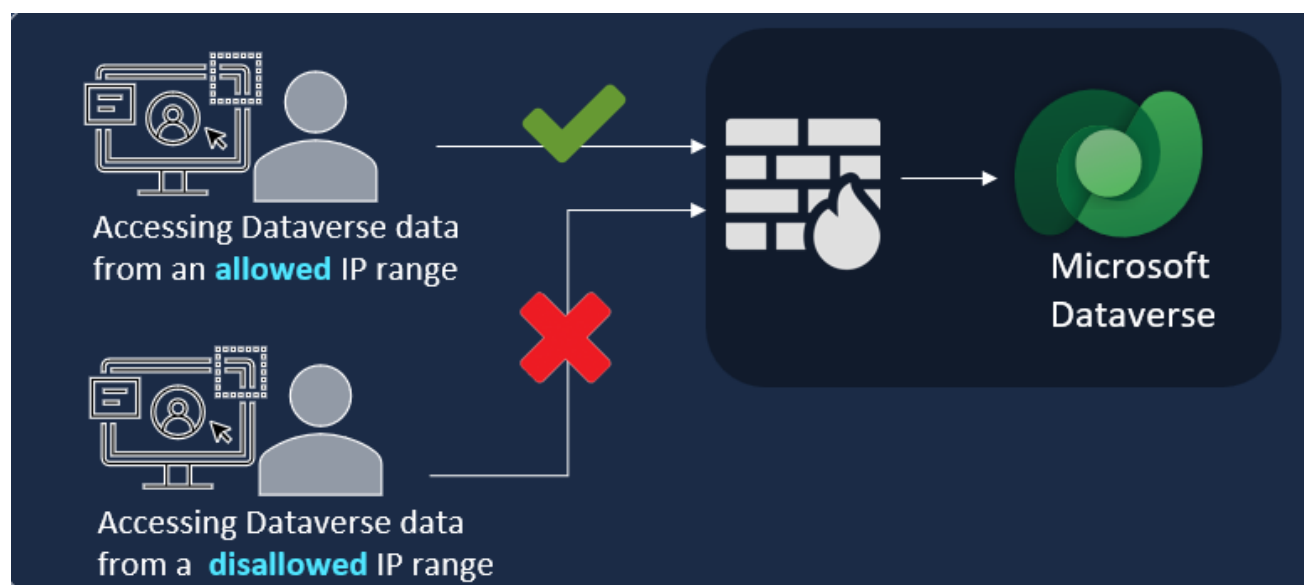 Accessing Dataverse data
from an allowed IP range
Microsoft
Dataverse
Accessing Dataverse data
from a disallowed IP range